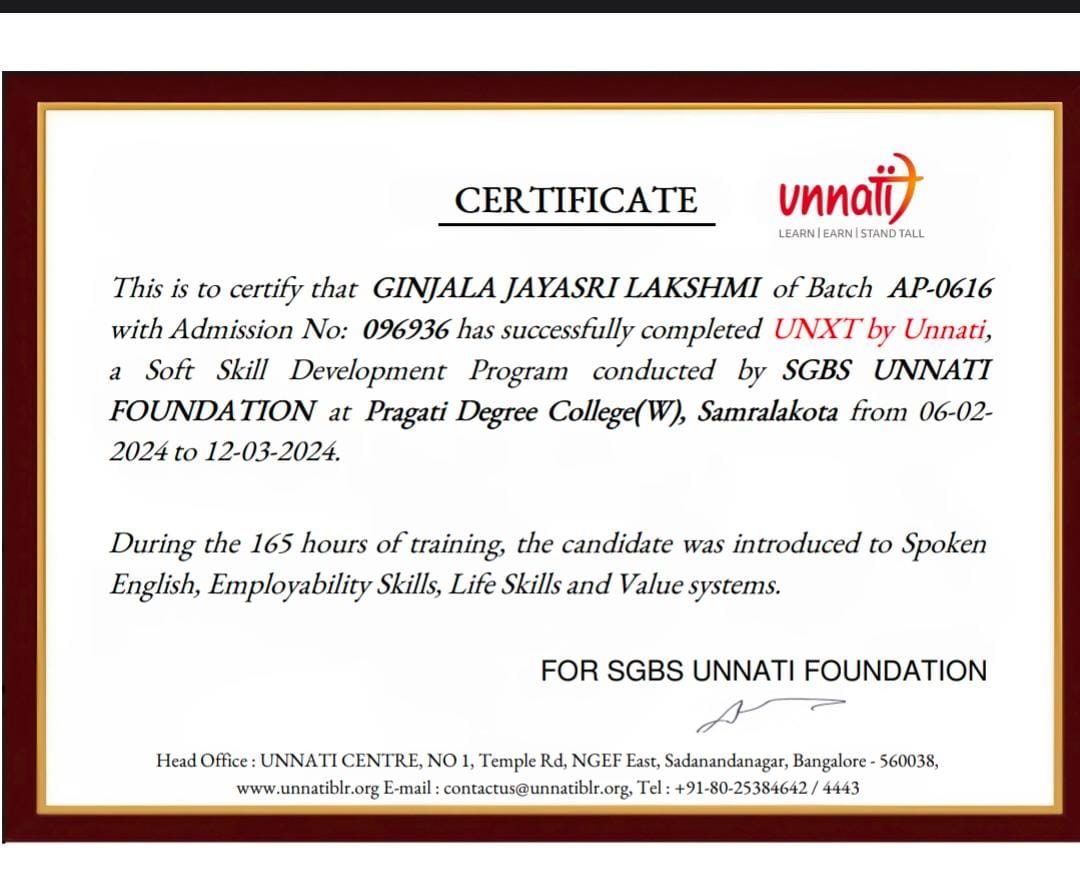 CERTIFICATE
unnati
LEARN | EARN | STAND TALL
This is to certify that GINJALA JAYASRI LAKSHMI of Batch AP-0616
with Admission No: 096936 has successfully completed UNXT by Unnati,
a Soft Skill Development Program conducted by SGBS UNNATI
FOUNDATION at Pragati Degree College(W), Samralakota from 06-02-
2024 to 12-03-2024.
During the 165 hours of training, the candidate was introduced to Spoken
English, Employability Skills, Life Skills and Value systems.
FOR SGBS UNNATI FOUNDATION
Head Office : UNNATI CENTRE, NO 1, Temple Rd, NGEF East, Sadanandanagar, Bangalore - 560038,
www.unnatiblr.org E-mail : contactus@unnatiblr.org, Tel : +91-80-25384642 / 4443